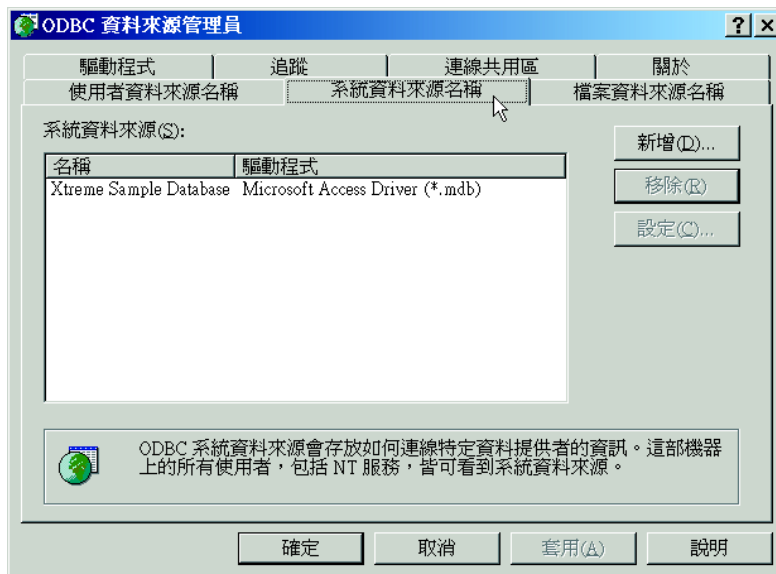 ODBC 資料來源管理員
驅動程式 追蹤 連線共用區 關於
使用者資料來源名稱 系統資料來源名稱 檔案資料來源名稱
系統資料來源(S):
新增(D)...
名稱 驅動程式
Xtreme Sample Database Microsoft Access Driver (*.mdb)
移除(R)
設定(C)...
ODBC 系統資料來源會存放如何連線特定資料提供者的資訊。這部機器
上的所有使用者，包括 NT 服務，皆可看到系統資料來源。
確定 取消 套用(A) 說明